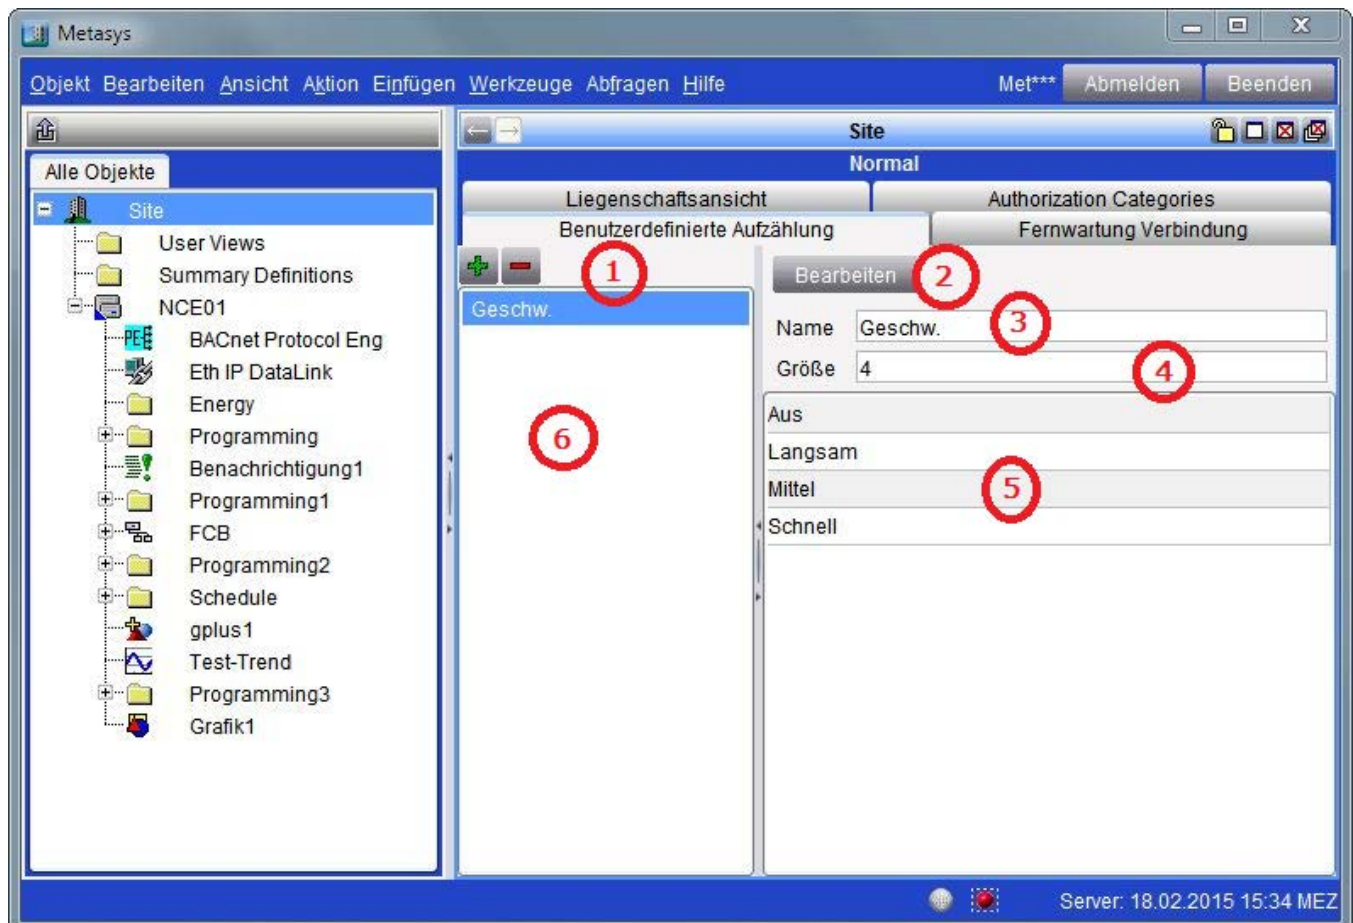 Metasys
Objekt Bearbeiten Ansicht Aktion Einfügen Werkzeuge Abfragen Hilfe Met*** Abmelden Beenden
Site
Normal
Alle Objekte
Liegenschaftsansicht Authorization Categories
Benutzerdefinierte Aufzählung Fernwartung Verbindung
Site
User Views
Summary Definitions
NCE01
PE
BACnet Protocol Eng
Eth IP DataLink
Energy
Programming
Benachrichtigung1
Programming1
FCB
Programming2
Schedule
gplus1
Test-Trend
Programming3
Grafik1
1
Geschw.
6
Bearbeiten 2
Name Geschw. 3
Größe 4 4
Aus
Langsam
Mittel 5
Schnell
Server: 18.02.2015 15:34 MEZ